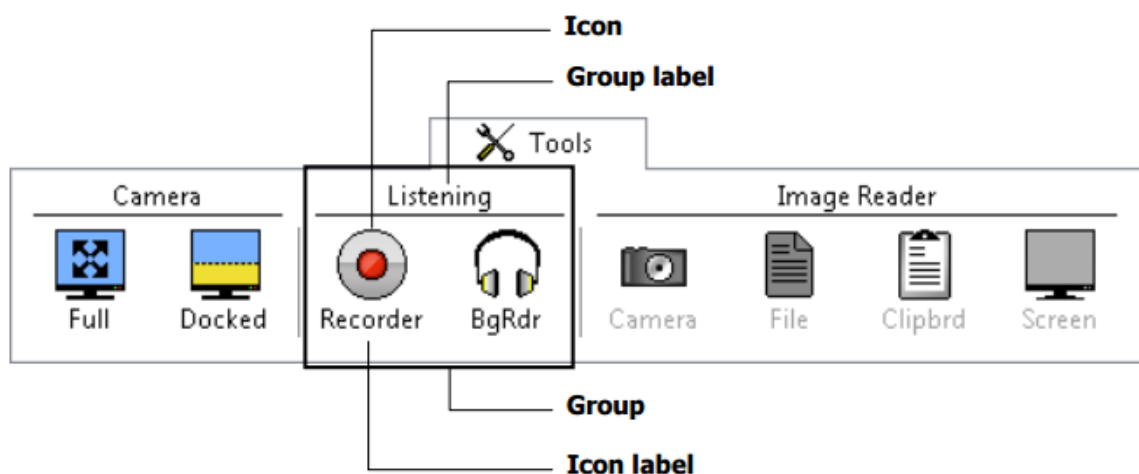 Icon
Group label
Tools
Camera
Listening
Image Reader
Full
Docked
Recorder
BgRdr
Camera
File
Clipbrd
Screen
Group
Icon label